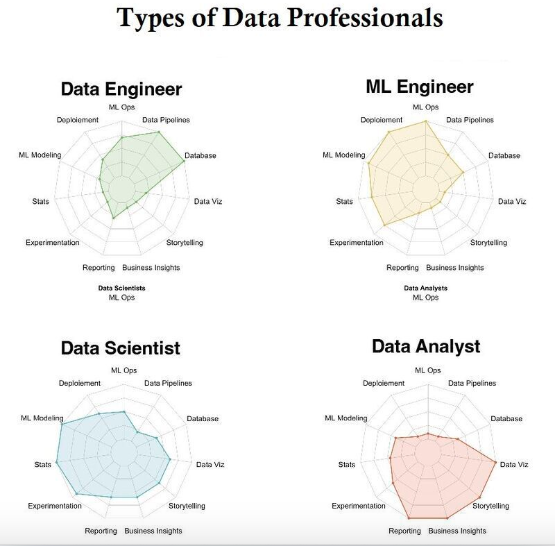 Types of Data Professionals
Data Engineer
ML Ops
Deploiement
Data Pipelines
ML Modeling
Database
Stats
Data Viz
Experimentation
Storytelling
Reporting
Business Insights
Data Scientists
ML Ops
ML Engineer
ML Ops
Deploiement
Data Pipelines
ML Modeling
Database
Stats
Data Viz
Experimentation
Storytelling
Reporting
Business Insights
Data Analysts
ML Ops
Data Scientist
ML Ops
Deploiement
Data Pipelines
ML Modeling
Database
Stats
Data Viz
Experimentation
Storytelling
Reporting
Business Insights
Data Analyst
ML Ops
Deploiement
Data Pipelines
ML Modeling
Database
Stats
Data Viz
Experimentation
Storytelling
Reporting
Business Insights